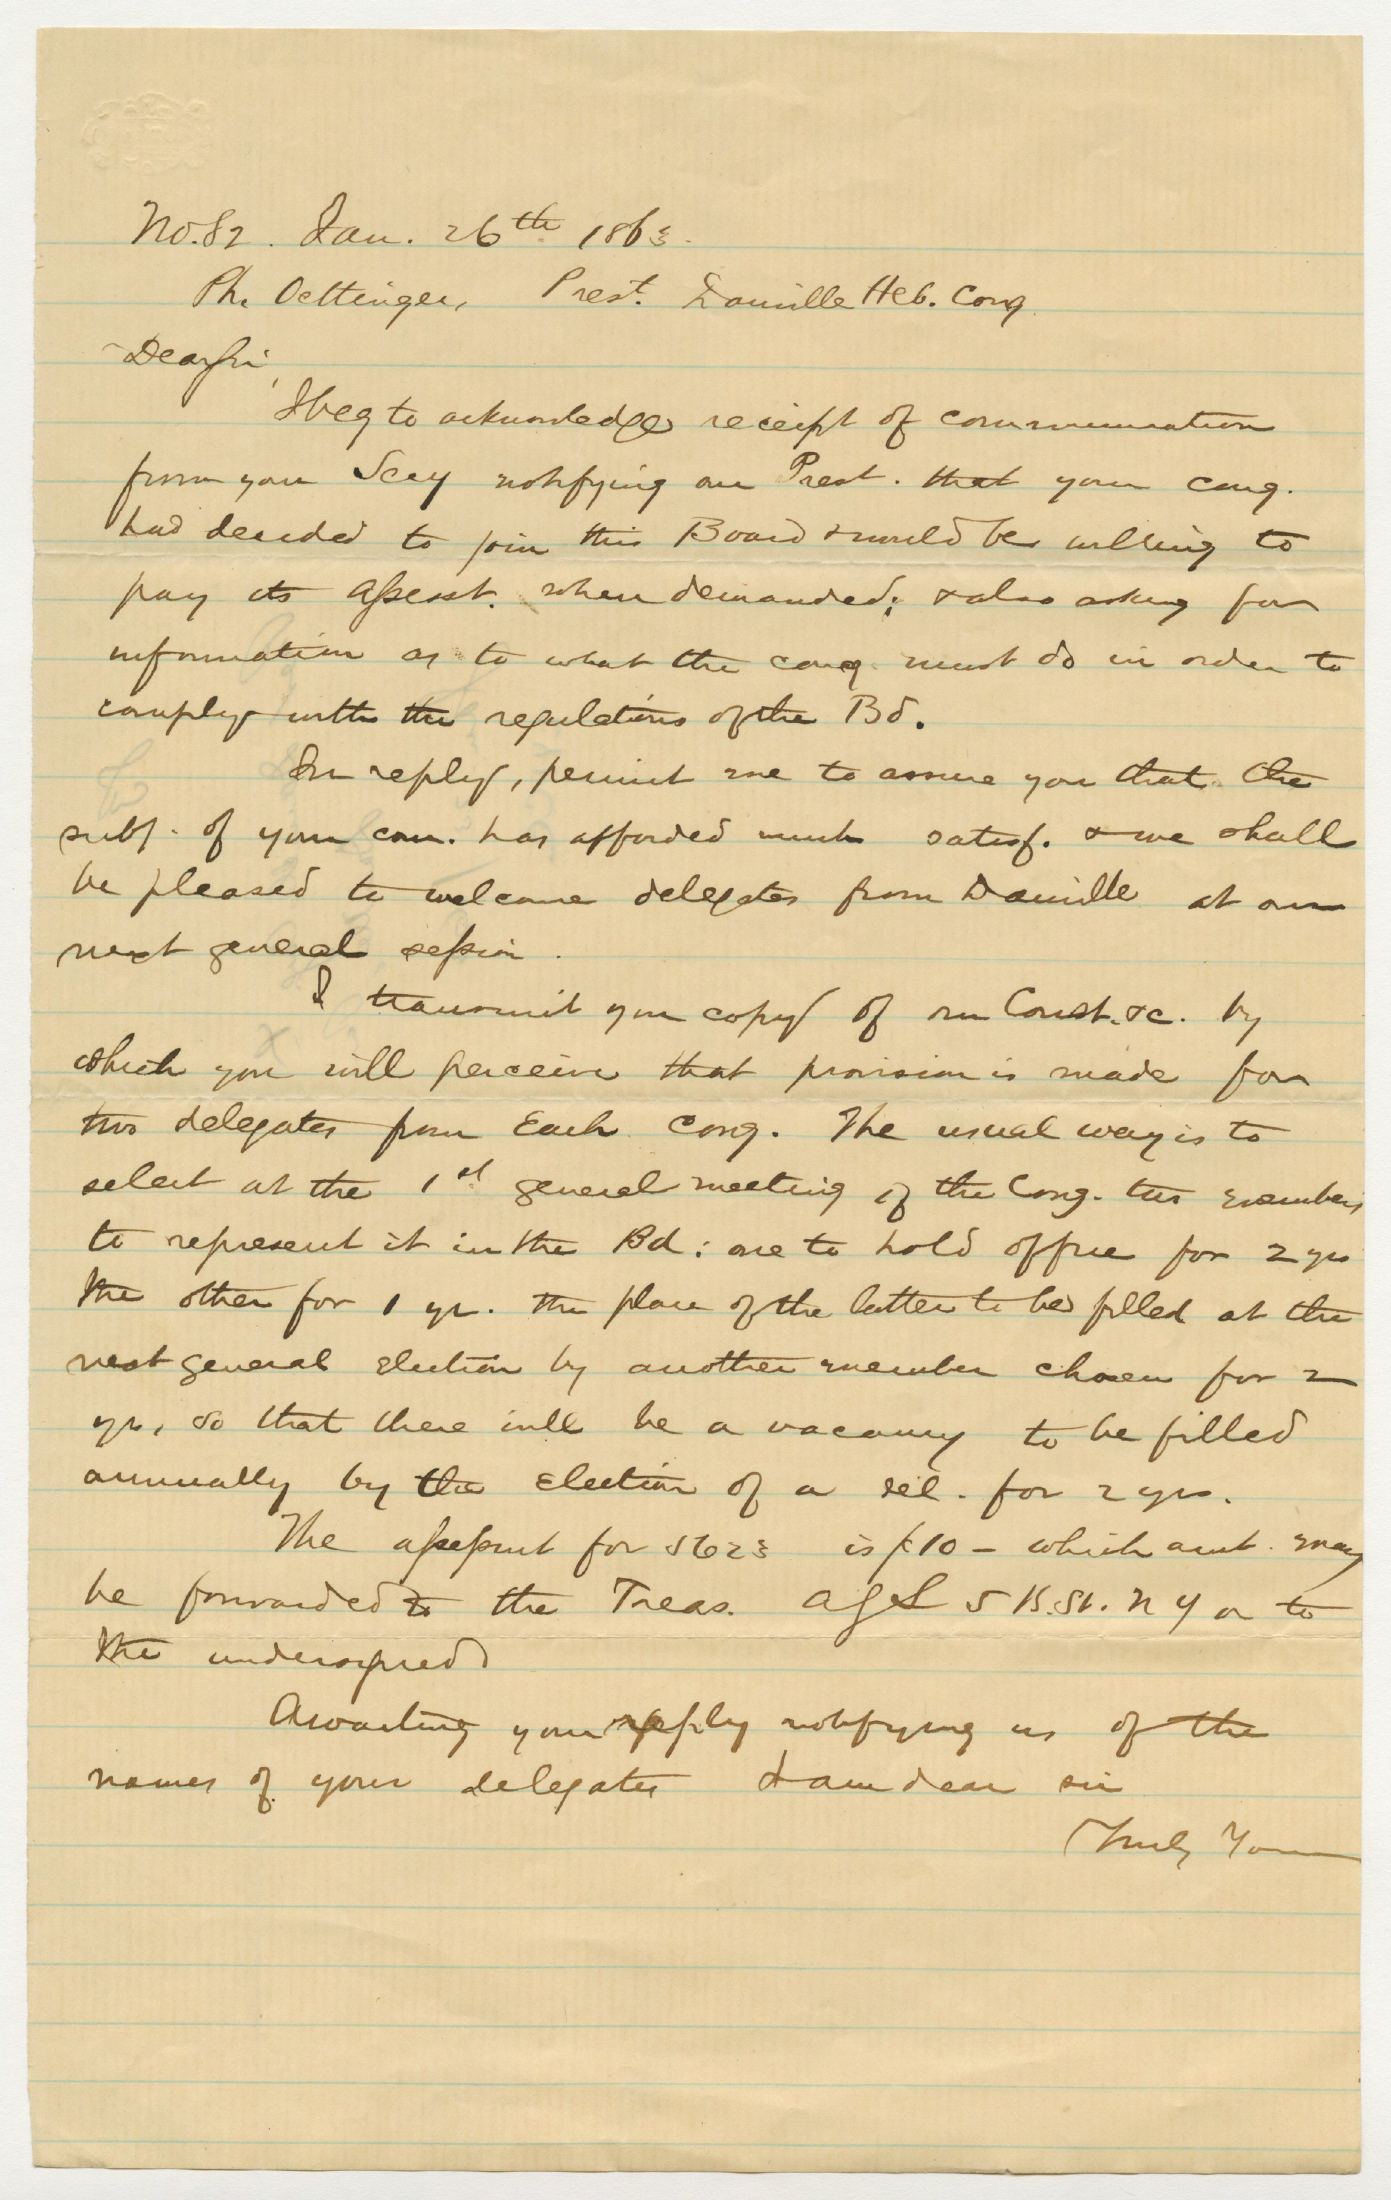 No. 82. Jan. 26th 1863.
Ph. Oettinger, Prest. Danville Heb. Cong
Dear Sir,
I beg to acknowledge receipt of communication
from your Secy notifying our Prest. that your cong.
had decided to join this Board & would be willing to
pay its assesst. when demanded; & also asking for
information as to what the cong. must do in order to
comply with the regulations of the Bd.
In reply, permit me to assure you that the
subj. of your com. has afforded much satisf. & we shall
be pleased to welcome delegates from Danville at our
next general session.
I transmit you copy of our Const. &c. by
which you will perceive that provision is made for
two delegates from Each Cong. The usual way is to
select at the 1st general meeting of the Cong. two members
to represent it in the Bd: one to hold office for 2 yrs
the other for 1 yr. the place of the latter to be filled at the
next general election by another member chosen for 2
yrs, so that there will be a vacancy to be filled
annually by the election of a del. for 2 yrs.
The assessmt for 5623 is $10 - which amt. may
be forwarded to the Treas. 5 B. St. N Y or to
the undersigned
Awaiting your reply notifying us of the
names of your delegates I am dear sir
Truly Yours